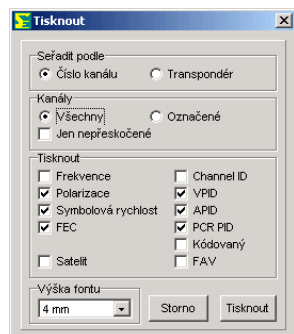 Tisknout
Seřadit podle
Číslo kanálu Transpondér
Kanály
Všechny Označené
Jen nepřeskočené
Tisknout
Frekvence Channel ID
Polarizace VPID
Symbolová rychlost APID
FEC PCR PID
Kódovaný
Satelit FAV
Výška fontu
4 mm Storno Tisknout